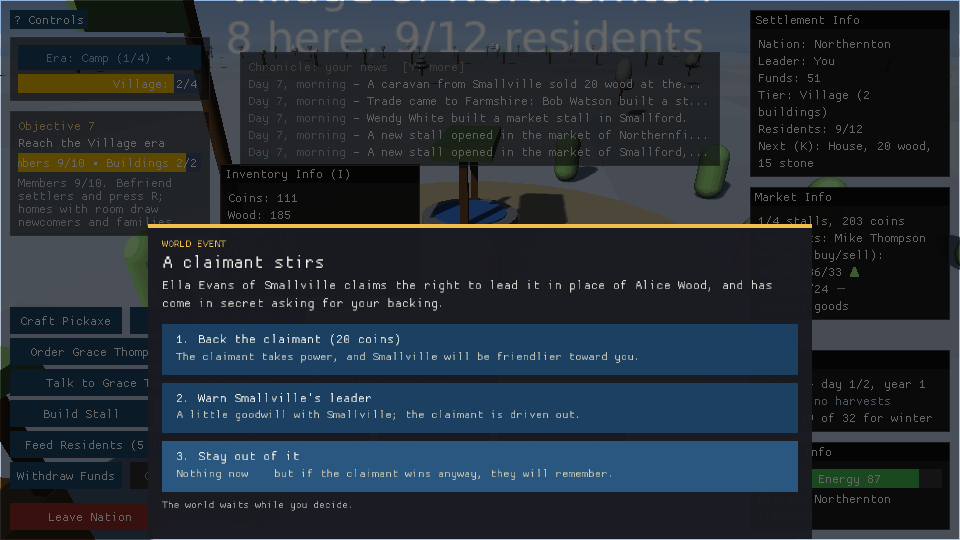 ? Controls
Era: Camp (1/4) +
Village: 2/4
Objective 7
Reach the Village era
mbers 9/10 • Buildings 2/2
Members 9/10. Befriend
settlers and press R;
homes with room draw
newcomers and families
8 here, 9/12 residents
Chronicle: your news
more]
Day 7, morning – A caravan from Smallville sold 20 wood at the...
Day 7, morning – Trade came to Farmshire: Bob Watson built a st...
Day 7, morning – Wendy White built a market stall in Smallford.
Day 7, morning – A new stall opened in the market of Northernfi...
Day 7, morning – A new stall opened in the market of Smallford,...
Inventory Info (I)
Coins: 111
Wood: 185
Settlement Info
Nation: Northernton
Leader: You
Funds: 51
Tier: Village (2
buildings)
Residents: 9/12
Next (K): House, 20 wood,
15 stone
Market Info
1/4 stalls, 203 coins
s: Mike Thompson
buy/sell):
36/33 ▲
/24 —
goods
day 1/2, year 1
no harvests
of 32 for winter
nfo
Energy 87
Northernton
Craft Pickaxe
Order Grace Thomp
Talk to Grace T
Build Stall
Feed Residents (5
Withdraw Funds
Leave Nation
WORLD EVENT
A claimant stirs
Ella Evans of Smallville claims the right to lead it in place of Alice Wood, and has
come in secret asking for your backing.
1. Back the claimant (20 coins)
The claimant takes power, and Smallville will be friendlier toward you.
2. Warn Smallville's leader
A little goodwill with Smallville; the claimant is driven out.
3. Stay out of it
Nothing now   but if the claimant wins anyway, they will remember.
The world waits while you decide.